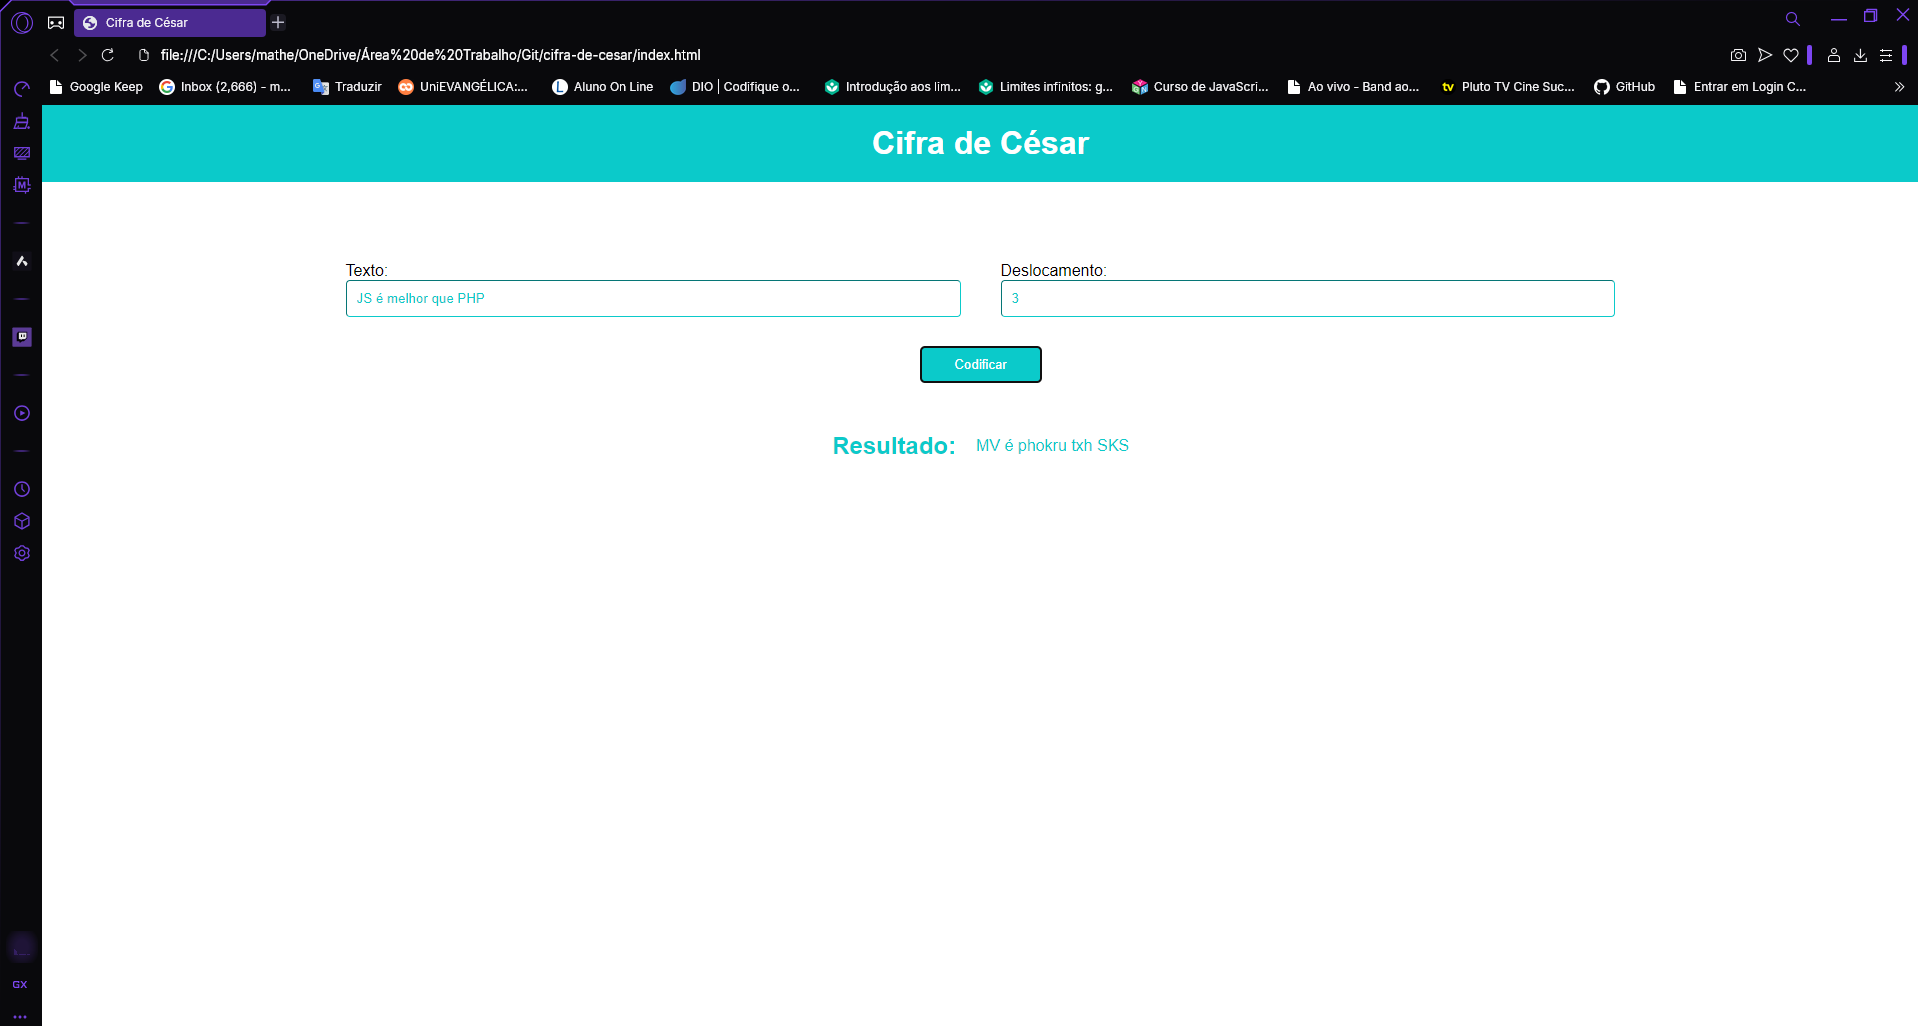 Cifra de César
file:///C:/Users/mathe/OneDrive/Área%20de%20Trabalho/Git/cifra-de-cesar/index.html
Google Keep Inbox (2,666) - m... Traduzir UniEVANGÉLICA:... L Aluno On Line DIO | Codifique o... Introdução aos lim... Limites infinitos: g... Curso de JavaScri... Ao vivo - Band ao... tv Pluto TV Cine Suc... GitHub Entrar em Login C...
M
Cifra de César
Texto: Deslocamento:
JS é melhor que PHP 3
Codificar
Resultado: MV é phokru txh SKS
GX